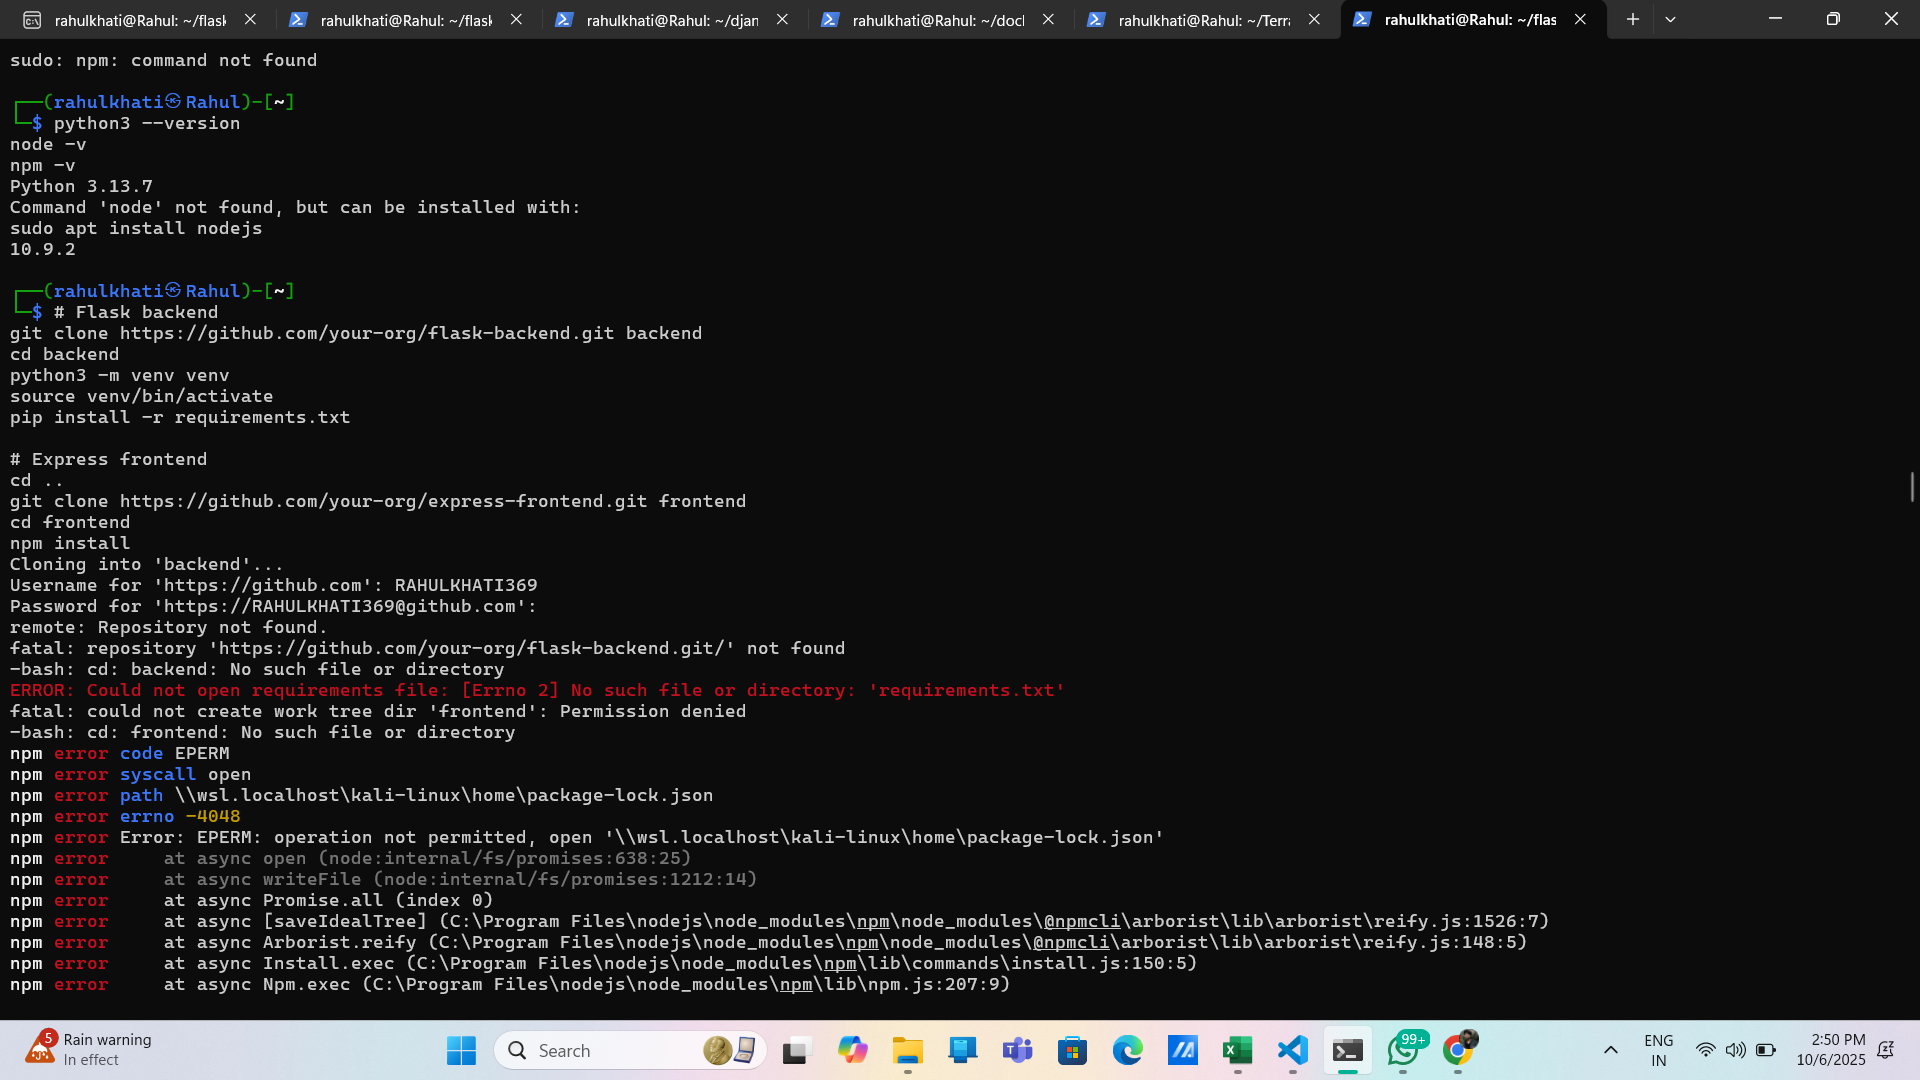 rahulkhati@Rahul: ~/flask
rahulkhati@Rahul: ~/flask
rahulkhati@Rahul: ~/djan
rahulkhati@Rahul: ~/docl
rahulkhati@Rahul: ~/Terra
rahulkhati@Rahul: ~/flas
sudo: npm: command not found
┌──(rahulkhati㉿Rahul)-[~]
└─$ python3 --version
node -v
npm -v
Python 3.13.7
Command 'node' not found, but can be installed with:
sudo apt install nodejs
10.9.2
┌──(rahulkhati㉿Rahul)-[~]
└─$ # Flask backend
git clone https://github.com/your-org/flask-backend.git backend
cd backend
python3 -m venv venv
source venv/bin/activate
pip install -r requirements.txt
# Express frontend
cd ..
git clone https://github.com/your-org/express-frontend.git frontend
cd frontend
npm install
Cloning into 'backend'...
Username for 'https://github.com': RAHULKHATI369
Password for 'https://RAHULKHATI369@github.com':
remote: Repository not found.
fatal: repository 'https://github.com/your-org/flask-backend.git/' not found
-bash: cd: backend: No such file or directory
ERROR: Could not open requirements file: [Errno 2] No such file or directory: 'requirements.txt'
fatal: could not create work tree dir 'frontend': Permission denied
-bash: cd: frontend: No such file or directory
npm error code EPERM
npm error syscall open
npm error path \\wsl.localhost\kali-linux\home\package-lock.json
npm error errno -4048
npm error Error: EPERM: operation not permitted, open '\\wsl.localhost\kali-linux\home\package-lock.json'
npm error     at async open (node:internal/fs/promises:638:25)
npm error     at async writeFile (node:internal/fs/promises:1212:14)
npm error     at async Promise.all (index 0)
npm error     at async [saveIdealTree] (C:\Program Files\nodejs\node_modules\npm\node_modules\@npmcli\arborist\lib\arborist\reify.js:1526:7)
npm error     at async Arborist.reify (C:\Program Files\nodejs\node_modules\npm\node_modules\@npmcli\arborist\lib\arborist\reify.js:148:5)
npm error     at async Install.exec (C:\Program Files\nodejs\node_modules\npm\lib\commands\install.js:150:5)
npm error     at async Npm.exec (C:\Program Files\nodejs\node_modules\npm\lib\npm.js:207:9)
5
Rain warning
In effect
Search
99+
ENG
IN
2:50 PM
10/6/2025